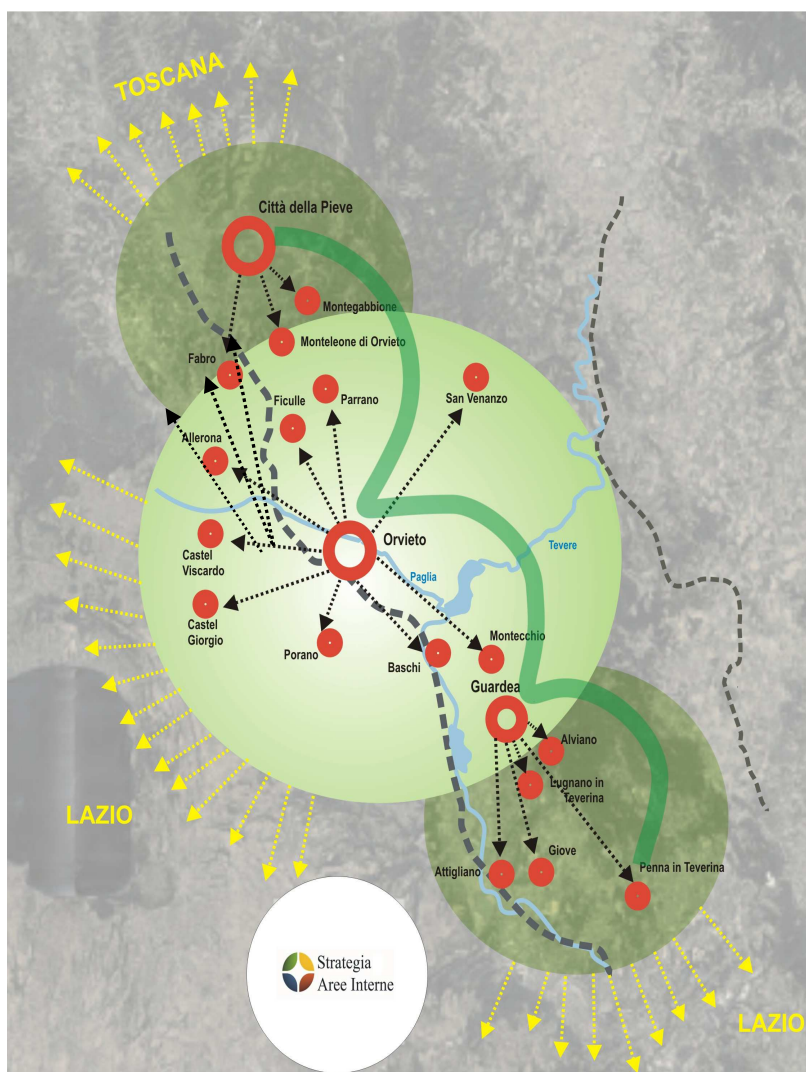 TOSCANA
Città della Pieve
Montegabbione
Monteleone di Orvieto
Fabro
Parrano
San Venanzo
Ficulle
Allerona
Orvieto
Tevere
Castel
Viscardo
Paglia
Castel
Giorgio
Porano
Baschi
Montecchio
Guardea
Alviano
Lugnano in
Teverina
LAZIO
Giove
Attigliano
Penna in Teverina
Strategia
Aree Interne
LAZIO